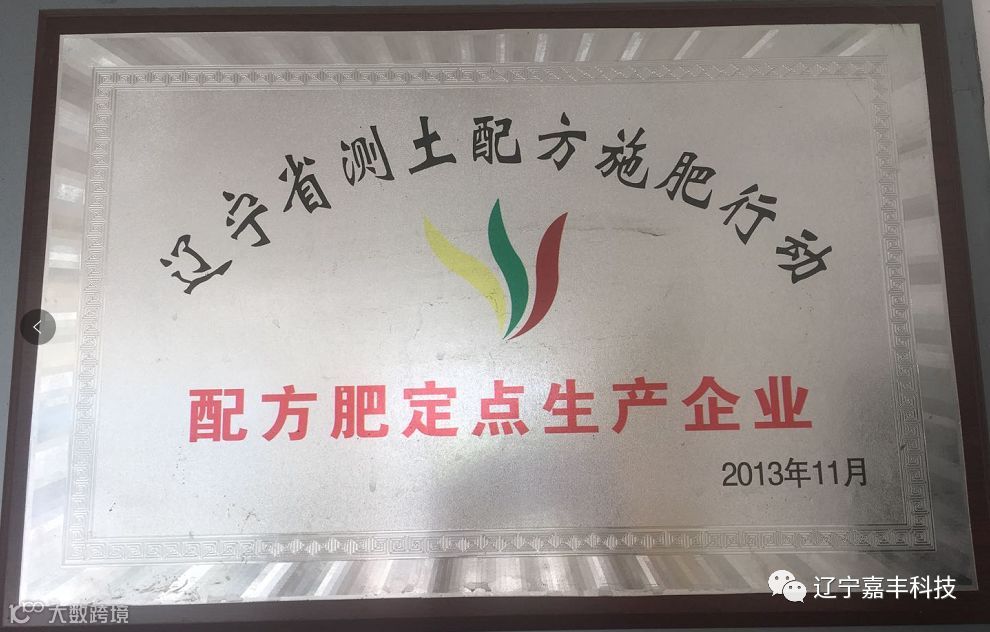 辽宁省测土配方施肥行动
配方肥定点生产企业
2013年11月
辽宁嘉丰科技
大数跨境